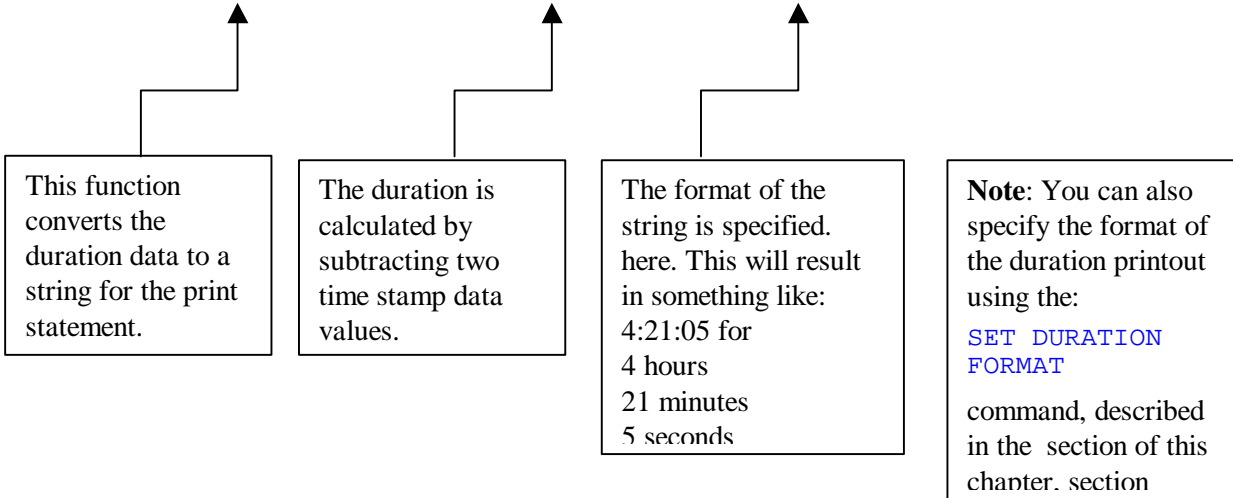 This function
converts the
duration data to a
string for the print
statement.
The duration is
calculated by
subtracting two
time stamp data
values.
The format of the
string is specified.
here. This will result
in something like:
4:21:05 for
4 hours
21 minutes
5 seconds
Note: You can also
specify the format of
the duration printout
using the:
SET DURATION
FORMAT
command, described
in the section of this
chapter, section